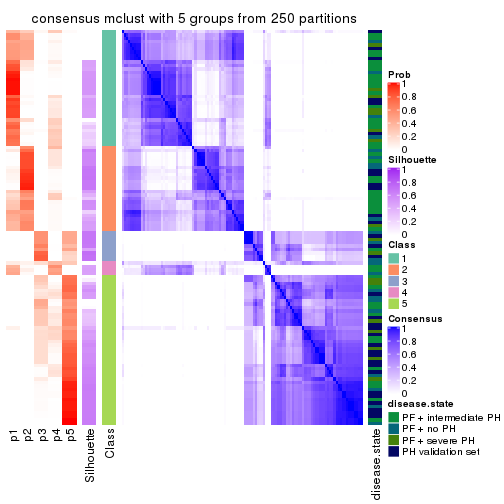 consensus mclust with 5 groups from 250 partitions
Prob
1
0.8
0.6
0.4
0.2
0
Silhouette
1
0.8
0.6
0.4
0.2
0
Class
1
2
3
4
5
Consensus
1
0.8
0.6
0.4
0.2
0
disease.state
PF + intermediate PH
PF + no PH
PF + severe PH
PH validation set
p1
p2
p3
p4
p5
Silhouette
Class
disease.state